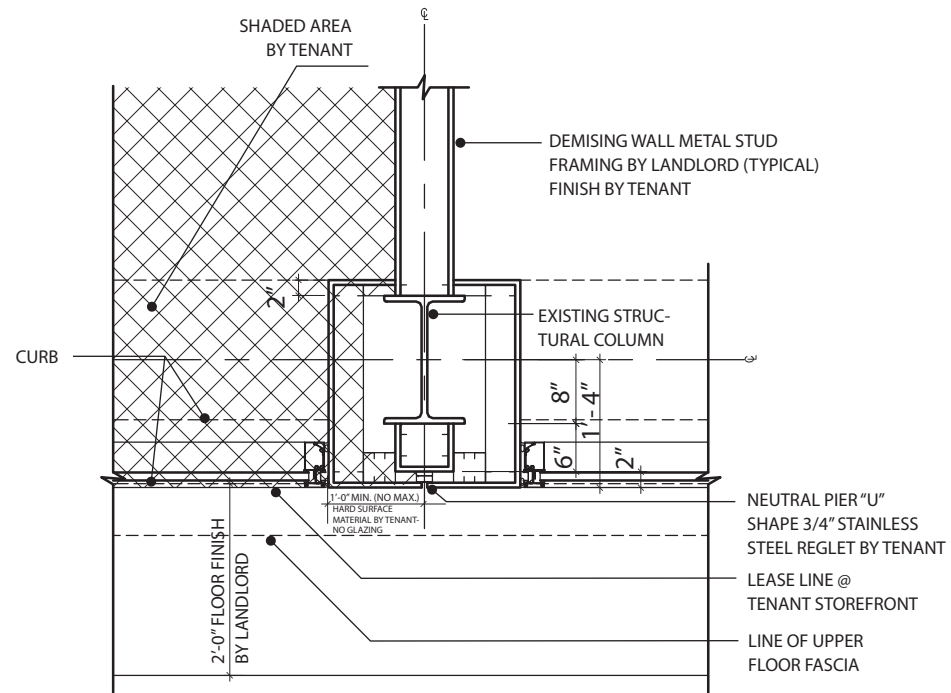 ℄
SHADED AREA
BY TENANT
DEMISING WALL METAL STUD
FRAMING BY LANDLORD (TYPICAL)
FINISH BY TENANT
2”
EXISTING STRUC-
TURAL COLUMN
CURB
℄
8”
1’- 4”
6”
2”
1’-0” MIN. (NO MAX.)
HARD SURFACE
MATERIAL BY TENANT-
NO GLAZING
NEUTRAL PIER “U”
SHAPE 3/4” STAINLESS
STEEL REGLET BY TENANT
LEASE LINE @
TENANT STOREFRONT
2’-0” FLOOR FINISH
BY LANDLORD
LINE OF UPPER
FLOOR FASCIA